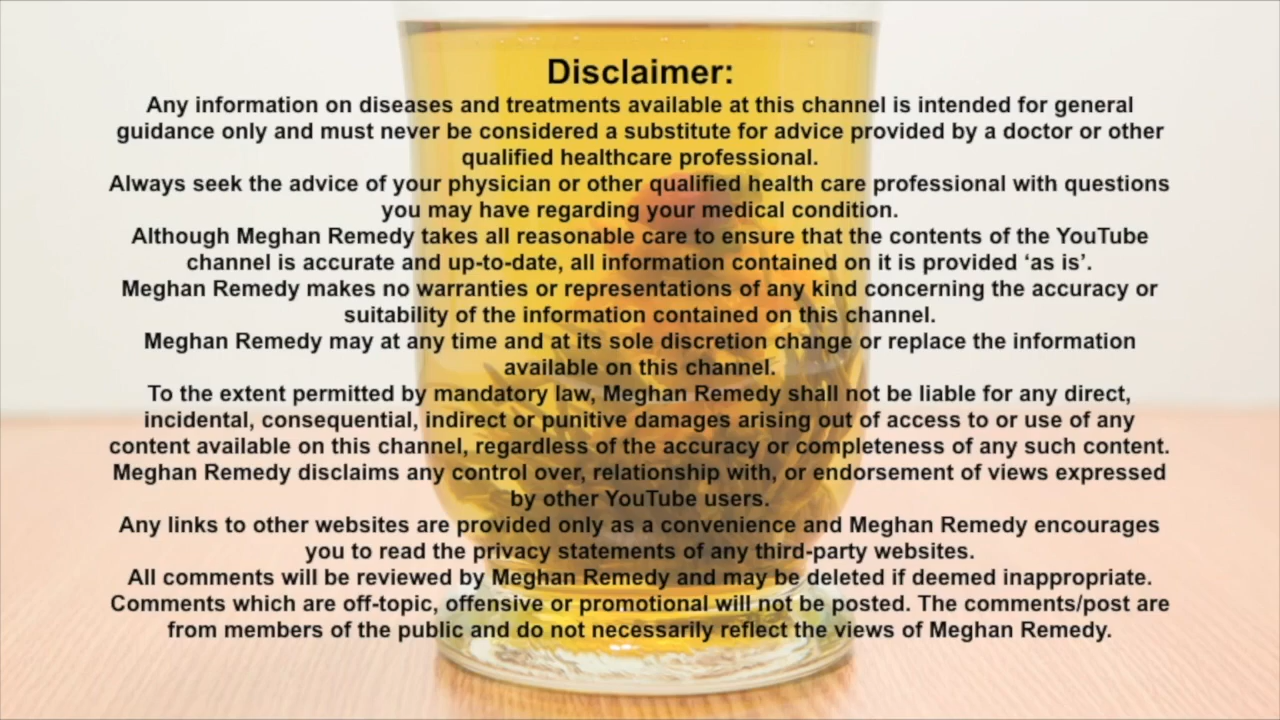 Disclaimer:
Any information on diseases and treatments available at this channel is intended for general
guidance only and must never be considered a substitute for advice provided by a doctor or other
qualified healthcare professional.
Always seek the advice of your physician or other qualified health care professional with questions
you may have regarding your medical condition.
Although Meghan Remedy takes all reasonable care to ensure that the contents of the YouTube
channel is accurate and up-to-date, all information contained on it is provided ‘as is’.
Meghan Remedy makes no warranties or representations of any kind concerning the accuracy or
suitability of the information contained on this channel.
Meghan Remedy may at any time and at its sole discretion change or replace the information
available on this channel.
To the extent permitted by mandatory law, Meghan Remedy shall not be liable for any direct,
incidental, consequential, indirect or punitive damages arising out of access to or use of any
content available on this channel, regardless of the accuracy or completeness of any such content.
Meghan Remedy disclaims any control over, relationship with, or endorsement of views expressed
by other YouTube users.
Any links to other websites are provided only as a convenience and Meghan Remedy encourages
you to read the privacy statements of any third-party websites.
All comments will be reviewed by Meghan Remedy and may be deleted if deemed inappropriate.
Comments which are off-topic, offensive or promotional will not be posted. The comments/post are
from members of the public and do not necessarily reflect the views of Meghan Remedy.